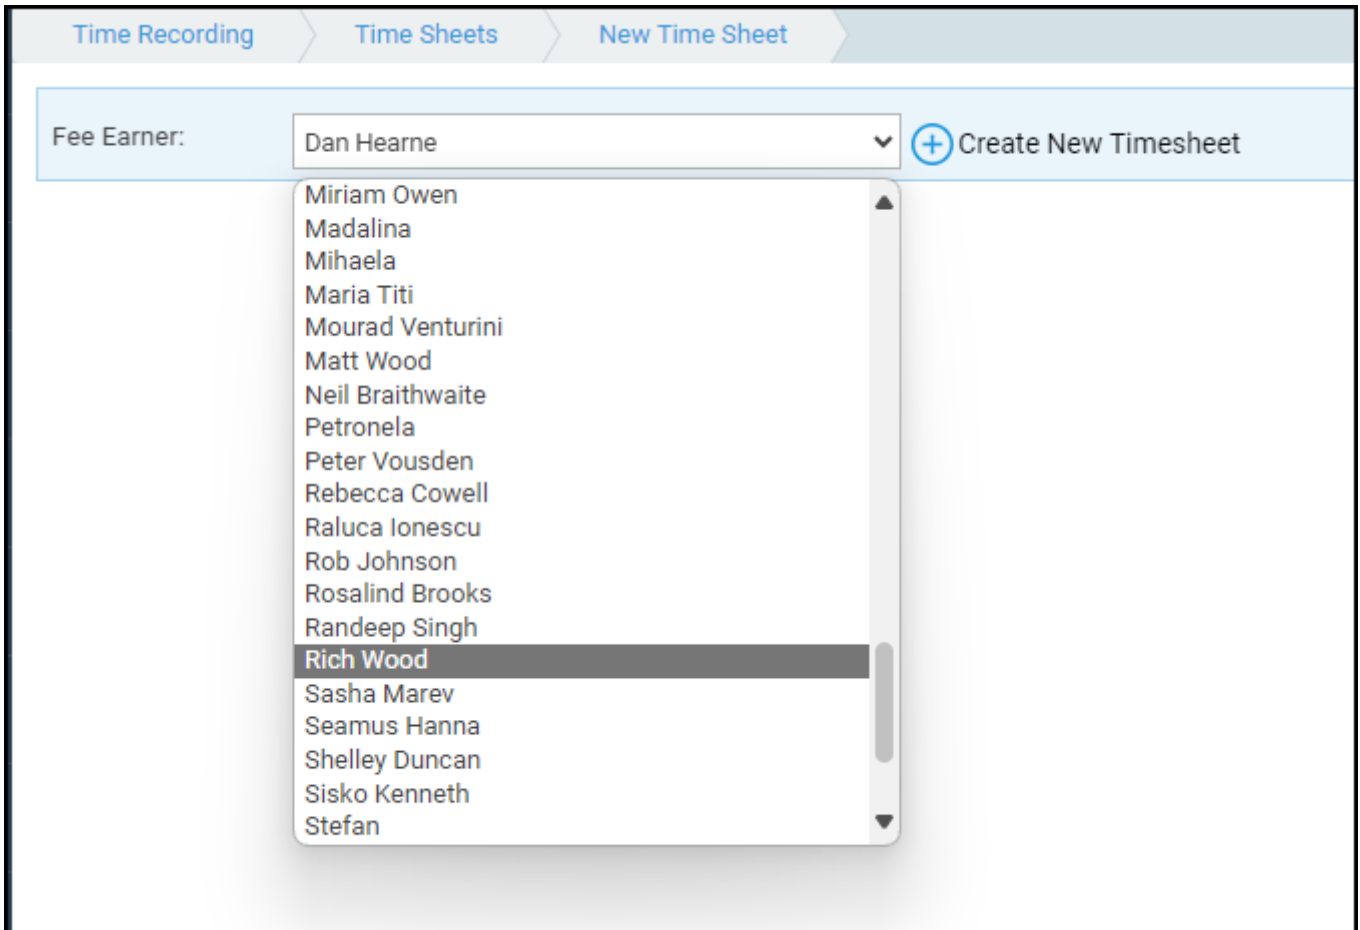 Time Recording Time Sheets New Time Sheet
Fee Earner: Dan Hearne Create New Timesheet
Miriam Owen
Madalina
Mihaela
Maria Titi
Mourad Venturini
Matt Wood
Neil Braithwaite
Petronela
Peter Vousden
Rebecca Cowell
Raluca Ionescu
Rob Johnson
Rosalind Brooks
Randeep Singh
Rich Wood
Sasha Marev
Seamus Hanna
Shelley Duncan
Sisko Kenneth
Stefan